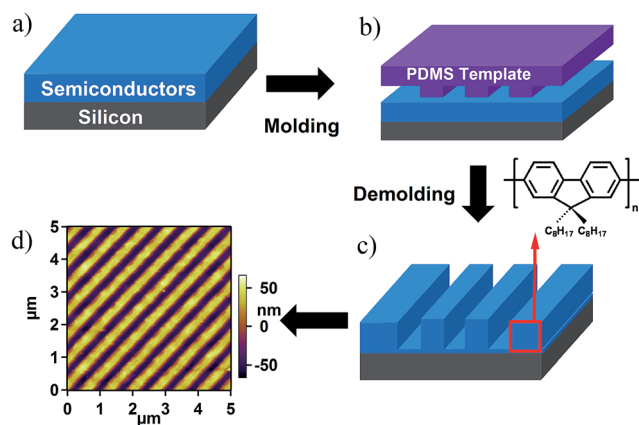 a)
Semiconductors
Silicon
Molding
b)
PDMS Template
Demolding
n
C₈H₁₇ C₈H₁₇
c)
d)
5
4
3
2
1
0
µm
0 1 2 3 4 5
µm
50
nm
0
-50